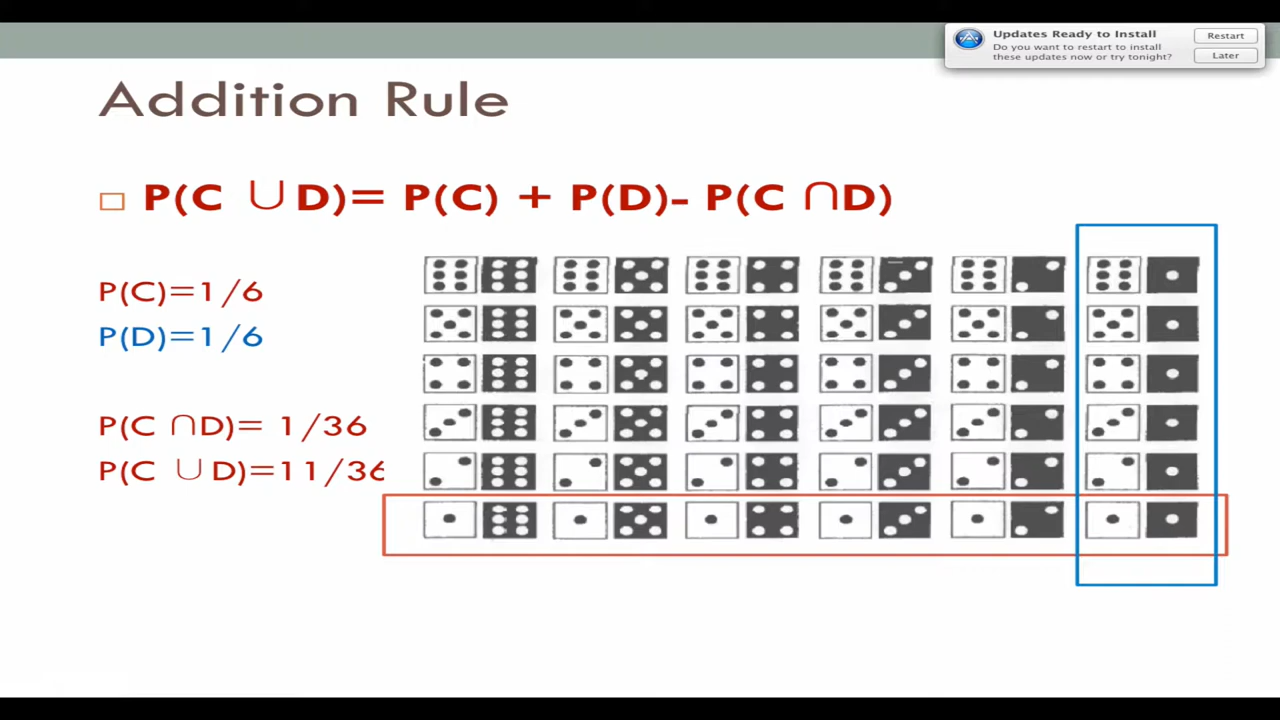 Updates Ready to Install
Restart
Do you want to restart to install
these updates now or try tonight?
Later
Addition Rule
P(C ∪ D)= P(C) + P(D)- P(C ∩D)
P(C)=1/6
P(D)=1/6
P(C ∩D)= 1/36
P(C ∪ D)=11/36